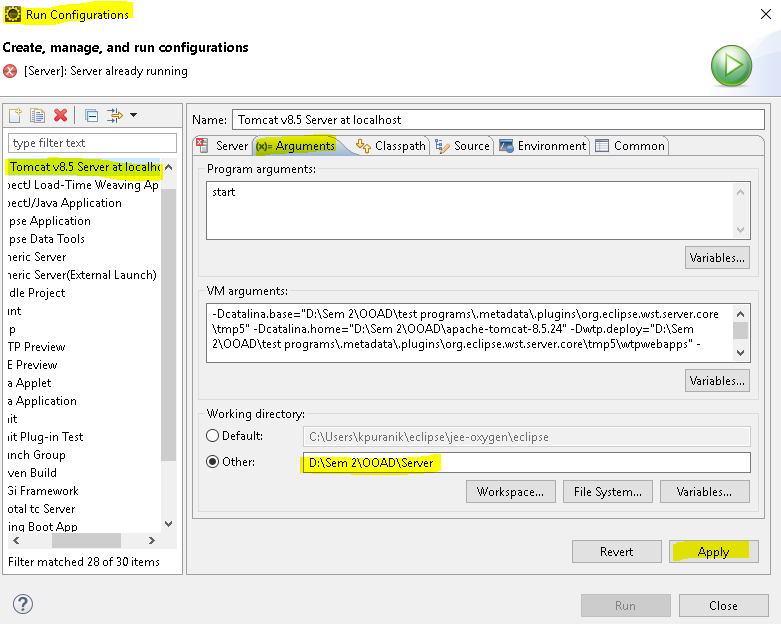 Run Configurations
Create, manage, and run configurations
[Server]: Server already running
type filter text
Tomcat v8.5 Server at localho
pectJ Load-Time Weaving Ap
pectJ/Java Application
pse Application
pse Data Tools
neric Server
neric Server(External Launch)
dle Project
unt
p
TP Preview
E Preview
a Applet
a Application
nit
nit Plug-in Test
unch Group
ven Build
Gi Framework
otal tc Server
ing Boot App
Filter matched 28 of 30 items
Name: Tomcat v8.5 Server at localhost
Server (x)= Arguments Classpath Source Environment Common
Program arguments:
start
Variables...
VM arguments:
-Dcatalina.base="D:\Sem 2\OOAD\test programs\.metadata\.plugins\org.eclipse.wst.server.core
\tmp5" -Dcatalina.home="D:\Sem 2\OOAD\apache-tomcat-8.5.24" -Dwtp.deploy="D:\Sem
2\OOAD\test programs\.metadata\.plugins\org.eclipse.wst.server.core\tmp5\wtpwebapps" -
Variables...
Working directory:
Default: C:\Users\kpuranik\eclipse\jee-oxygen\eclipse
Other: D:\Sem 2\OOAD\Server
Workspace... File System... Variables...
Revert Apply
? Run Close